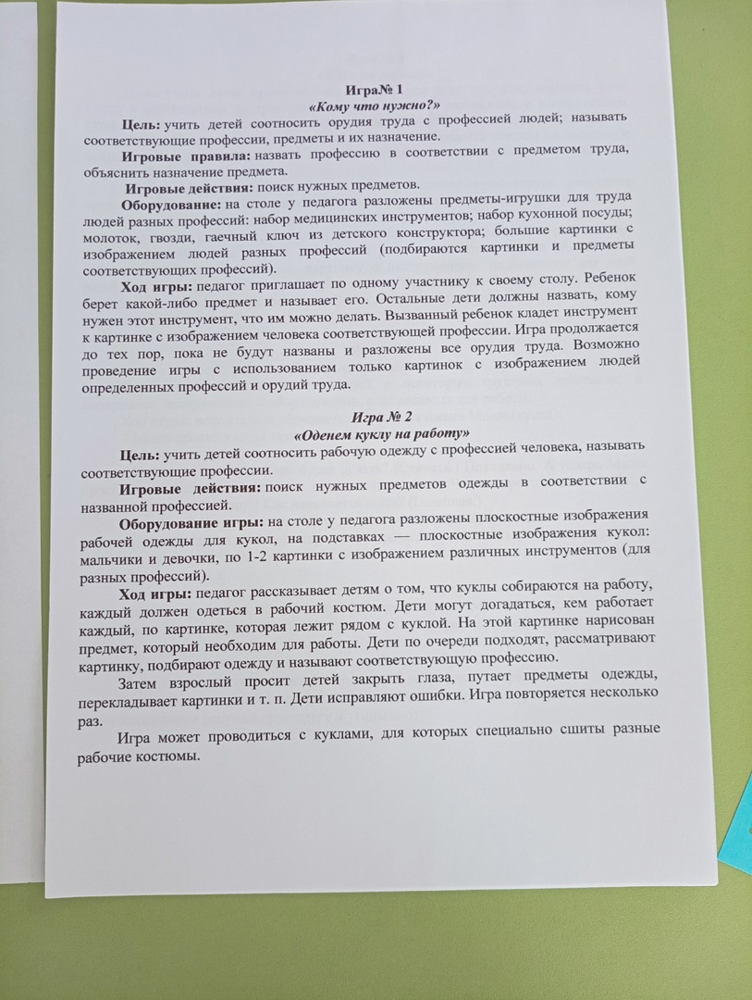 Игра№ 1
«Кому что нужно?»
Цель: учить детей соотносить орудия труда с профессией людей; называть
соответствующие профессии, предметы и их назначение.
Игровые правила: назвать профессию в соответствии с предметом труда,
объяснить назначение предмета.
Игровые действия: поиск нужных предметов.
Оборудование: на столе у педагога разложены предметы-игрушки для труда
людей разных профессий: набор медицинских инструментов; набор кухонной посуды;
молоток, гвозди, гаечный ключ из детского конструктора; большие картинки с
изображением людей разных профессий (подбираются картинки и предметы
соответствующих профессий).
Ход игры: педагог приглашает по одному участнику к своему столу. Ребенок
берет какой-либо предмет и называет его. Остальные дети должны назвать, кому
нужен этот инструмент, что им можно делать. Вызванный ребенок кладет инструмент
к картинке с изображением человека соответствующей профессии. Игра продолжается
до тех пор, пока не будут названы и разложены все орудия труда. Возможно
проведение игры с использованием только картинок с изображением людей
определенных профессий и орудий труда.
Игра № 2
«Оденем куклу на работу»
Цель: учить детей соотносить рабочую одежду с профессией человека, называть
соответствующие профессии.
Игровые действия: поиск нужных предметов одежды в соответствии с
названной профессией.
Оборудование игры: на столе у педагога разложены плоскостные изображения
рабочей одежды для кукол, на подставках — плоскостные изображения кукол:
мальчики и девочки, по 1-2 картинки с изображением различных инструментов (для
разных профессий).
Ход игры: педагог рассказывает детям о том, что куклы собираются на работу,
каждый должен одеться в рабочий костюм. Дети могут догадаться, кем работает
каждый, по картинке, которая лежит рядом с куклой. На этой картинке нарисован
предмет, который необходим для работы. Дети по очереди подходят, рассматривают
картинку, подбирают одежду и называют соответствующую профессию.
Затем взрослый просит детей закрыть глаза, путает предметы одежды,
перекладывает картинки и т. п. Дети исправляют ошибки. Игра повторяется несколько
раз.
Игра может проводиться с куклами, для которых специально сшиты разные
рабочие костюмы.